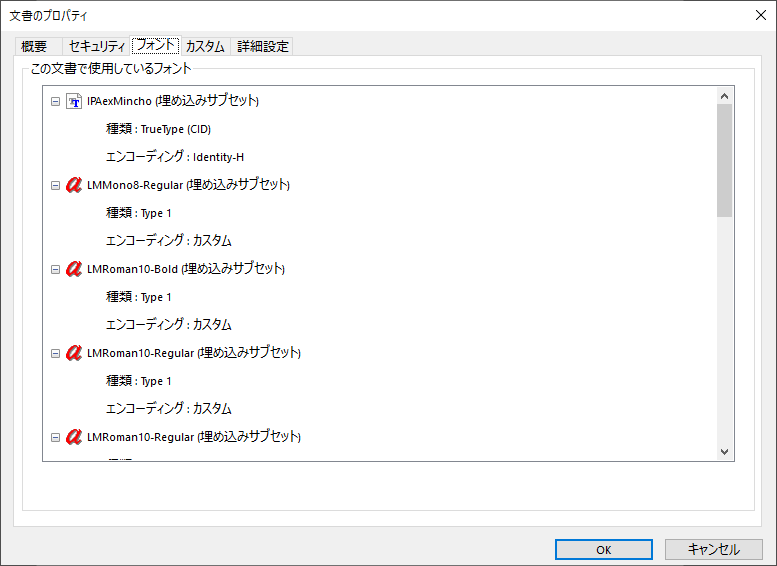 文書のプロパティ
概要 セキュリティ フォント カスタム 詳細設定
この文書で使用しているフォント
IPAexMincho (埋め込みサブセット)
種類 : TrueType (CID)
エンコーディング : Identity-H
LMMono8-Regular (埋め込みサブセット)
種類 : Type 1
エンコーディング : カスタム
LMRoman10-Bold (埋め込みサブセット)
種類 : Type 1
エンコーディング : カスタム
LMRoman10-Regular (埋め込みサブセット)
種類 : Type 1
エンコーディング : カスタム
LMRoman10-Regular (埋め込みサブセット)
OK キャンセル